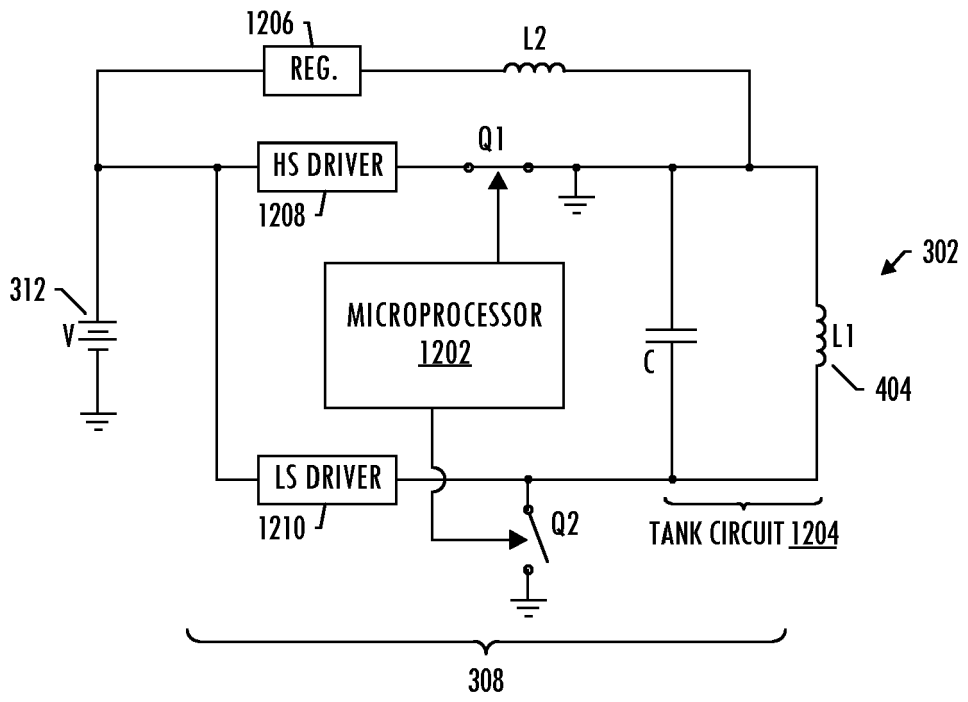 1206
REG.
L2
HS DRIVER
1208
Q1
302
312
V
MICROPROCESSOR
1202
C
L1
404
LS DRIVER
1210
Q2
TANK CIRCUIT 1204
308